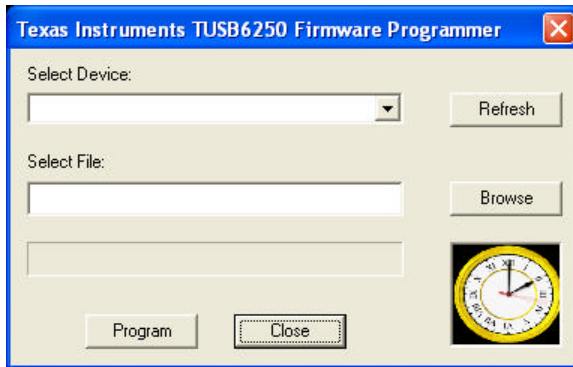 Texas Instruments TUSB6250 Firmware Programmer
Select Device:
Refresh
Select File:
Browse
Program
Close